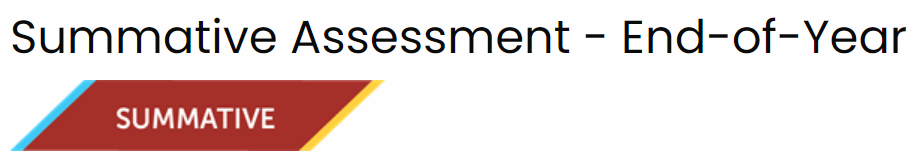 Summative Assessment - End-of-Year
SUMMATIVE